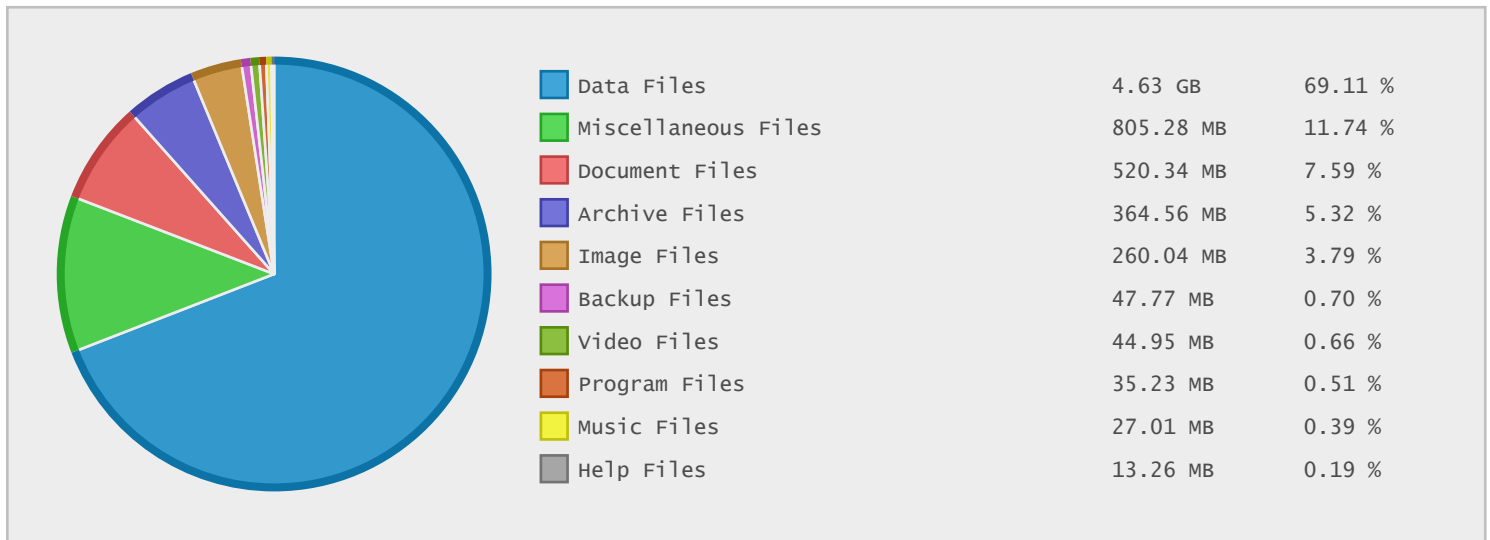 Data Files 4.63 GB 69.11 %
Miscellaneous Files 805.28 MB 11.74 %
Document Files 520.34 MB 7.59 %
Archive Files 364.56 MB 5.32 %
Image Files 260.04 MB 3.79 %
Backup Files 47.77 MB 0.70 %
Video Files 44.95 MB 0.66 %
Program Files 35.23 MB 0.51 %
Music Files 27.01 MB 0.39 %
Help Files 13.26 MB 0.19 %